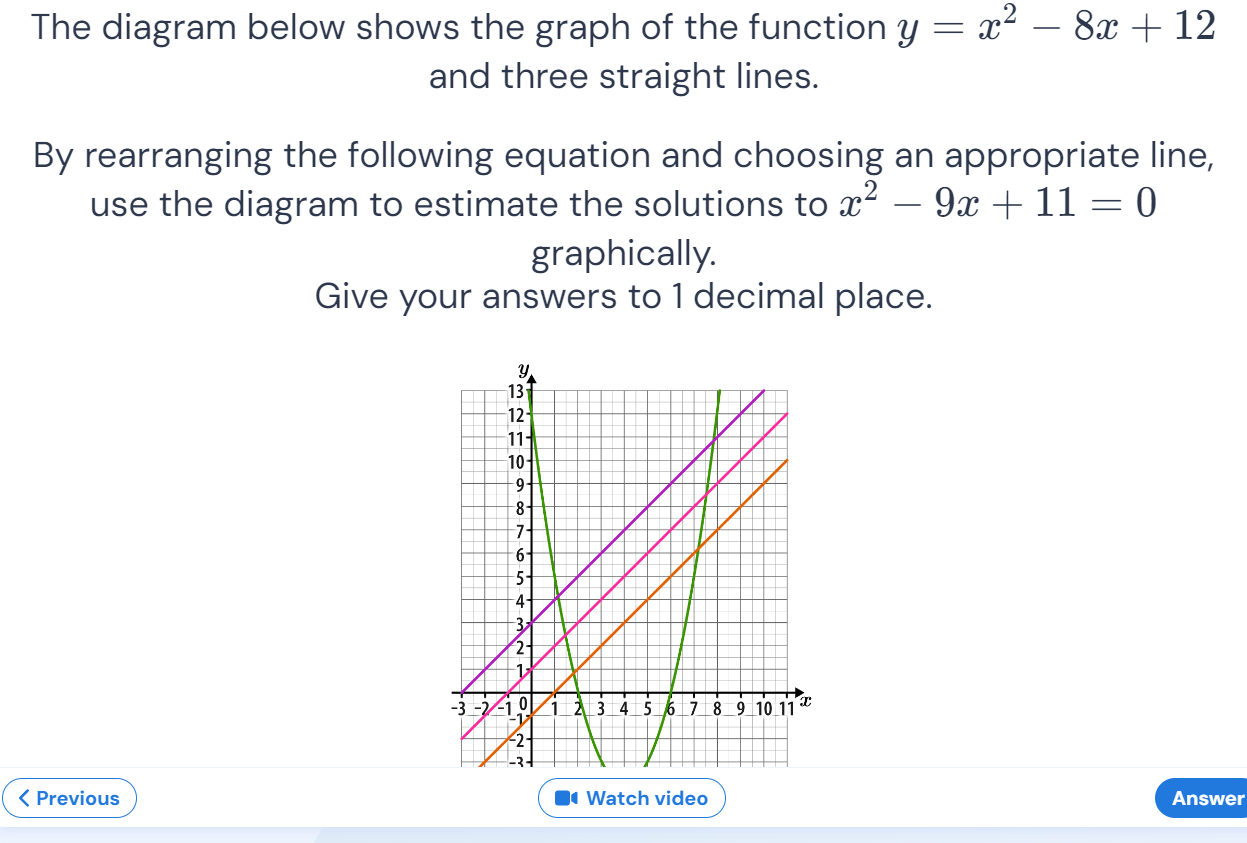 The diagram below shows the graph of the function y = x² − 8x + 12
and three straight lines.
By rearranging the following equation and choosing an appropriate line,
use the diagram to estimate the solutions to x² − 9x + 11 = 0
graphically.
Give your answers to 1 decimal place.
y
13
12
11
10
9
8
7
6
5
4
3
2
1
-3 -2 -1 0 1 2 3 4 5 6 7 8 9 10 11 x
-1
-2
-3
Previous
Watch video
Answer